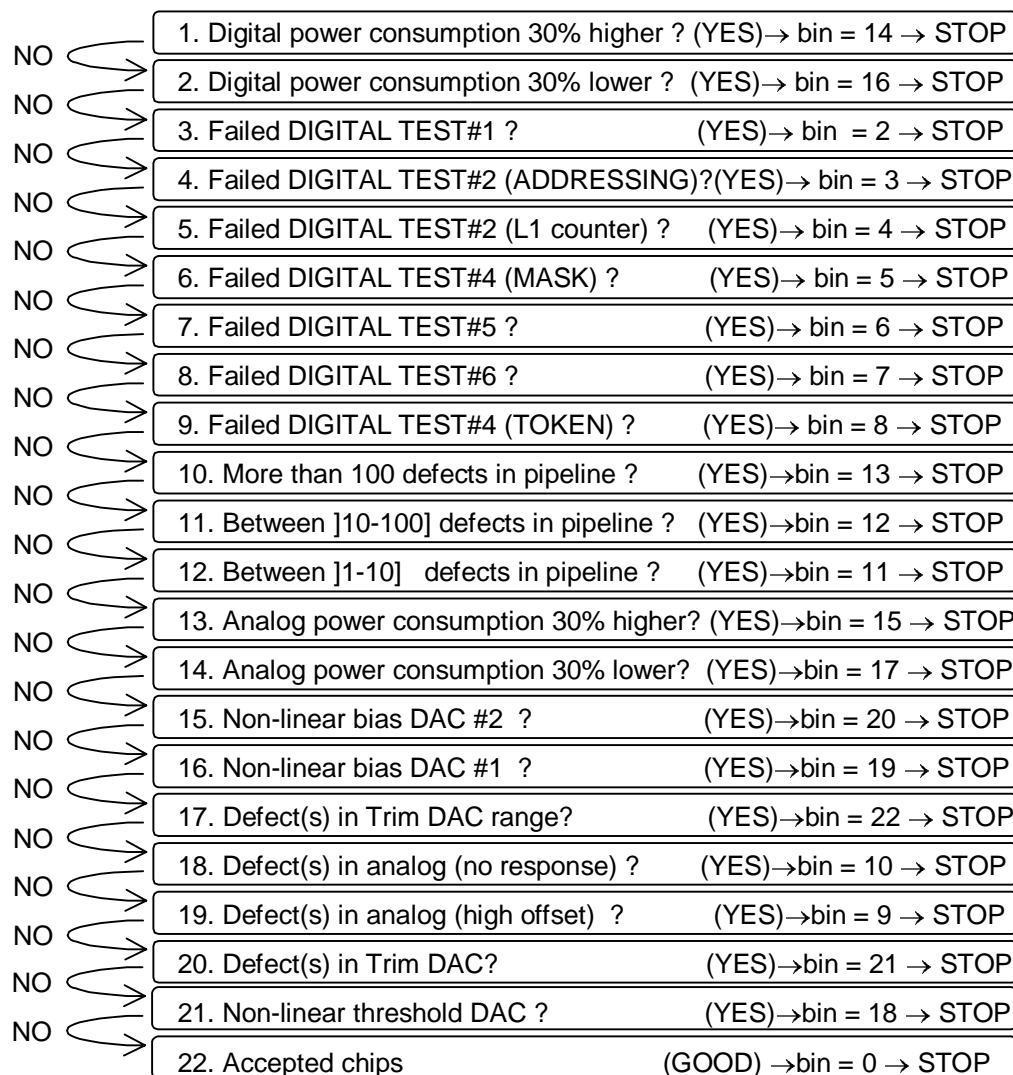 1. Digital power consumption 30% higher ? (YES)→ bin = 14 → STOP
NO
2. Digital power consumption 30% lower ? (YES)→ bin = 16 → STOP
NO
3. Failed DIGITAL TEST#1 ? (YES)→ bin = 2 → STOP
NO
4. Failed DIGITAL TEST#2 (ADDRESSING)?(YES)→ bin = 3 → STOP
NO
5. Failed DIGITAL TEST#2 (L1 counter) ? (YES)→ bin = 4 → STOP
NO
6. Failed DIGITAL TEST#4 (MASK) ? (YES)→ bin = 5 → STOP
NO
7. Failed DIGITAL TEST#5 ? (YES)→ bin = 6 → STOP
NO
8. Failed DIGITAL TEST#6 ? (YES)→ bin = 7 → STOP
NO
9. Failed DIGITAL TEST#4 (TOKEN) ? (YES)→ bin = 8 → STOP
NO
10. More than 100 defects in pipeline ? (YES)→bin = 13 → STOP
NO
11. Between ]10-100] defects in pipeline ? (YES)→bin = 12 → STOP
NO
12. Between ]1-10] defects in pipeline ? (YES)→bin = 11 → STOP
NO
13. Analog power consumption 30% higher? (YES)→bin = 15 → STOP
NO
14. Analog power consumption 30% lower? (YES)→bin = 17 → STOP
NO
15. Non-linear bias DAC #2 ? (YES)→bin = 20 → STOP
NO
16. Non-linear bias DAC #1 ? (YES)→bin = 19 → STOP
NO
17. Defect(s) in Trim DAC range? (YES)→bin = 22 → STOP
NO
18. Defect(s) in analog (no response) ? (YES)→bin = 10 → STOP
NO
19. Defect(s) in analog (high offset) ? (YES)→bin = 9 → STOP
NO
20. Defect(s) in Trim DAC? (YES)→bin = 21 → STOP
NO
21. Non-linear threshold DAC ? (YES)→bin = 18 → STOP
NO
22. Accepted chips (GOOD) →bin = 0 → STOP